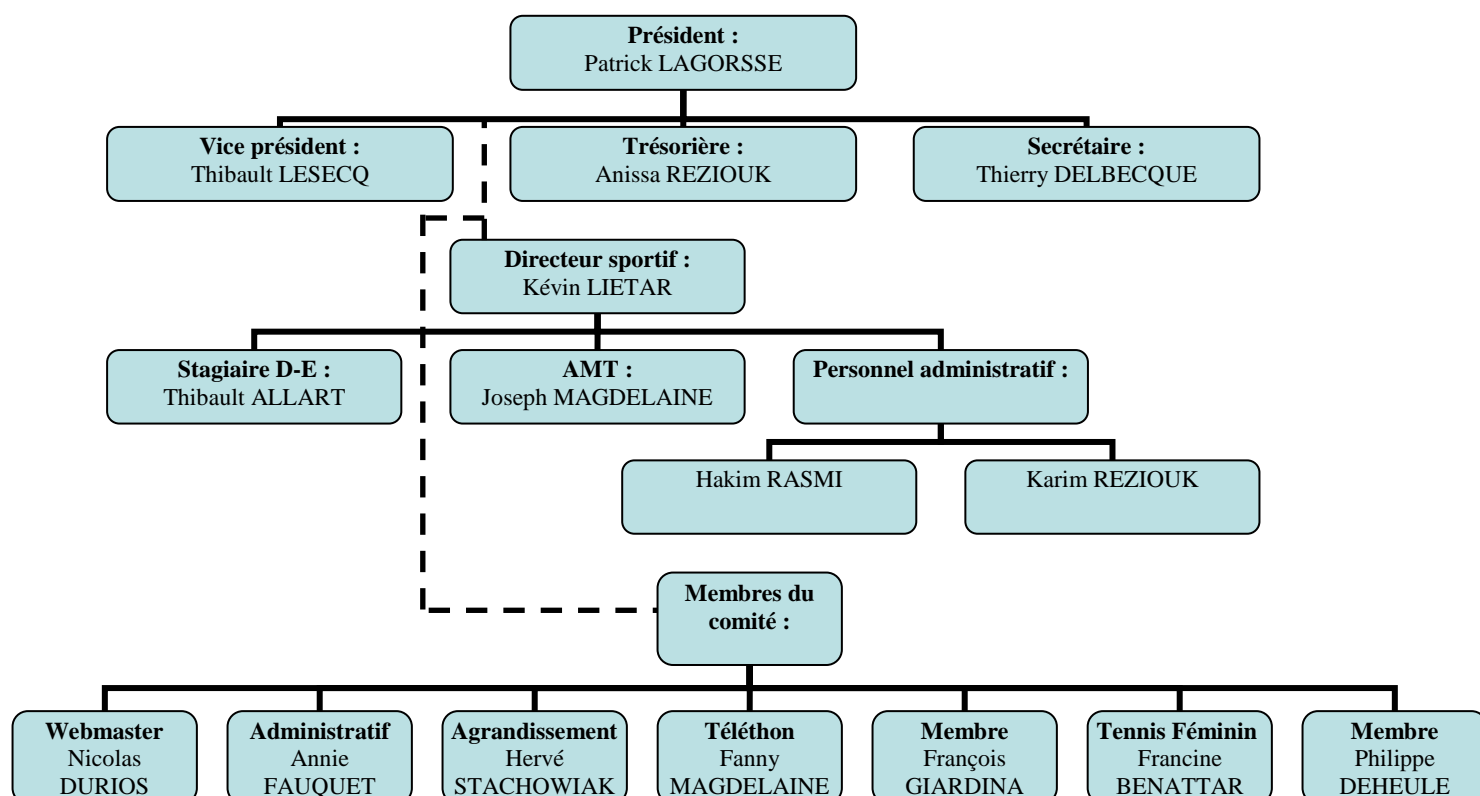 Président :
Patrick LAGORSSE
Vice président :
Thibault LESECQ
Trésorière :
Anissa REZIOUK
Secrétaire :
Thierry DELBECQUE
Directeur sportif :
Kévin LIETAR
Stagiaire D-E :
Thibault ALLART
AMT :
Joseph MAGDELAINE
Personnel administratif :
Hakim RASMI
Karim REZIOUK
Membres du
comité :
Webmaster
Nicolas
DURIOS
Administratif
Annie
FAUQUET
Agrandissement
Hervé
STACHOWIAK
Téléthon
Fanny
MAGDELAINE
Membre
François
GIARDINA
Tennis Féminin
Francine
BENATTAR
Membre
Philippe
DEHEULE